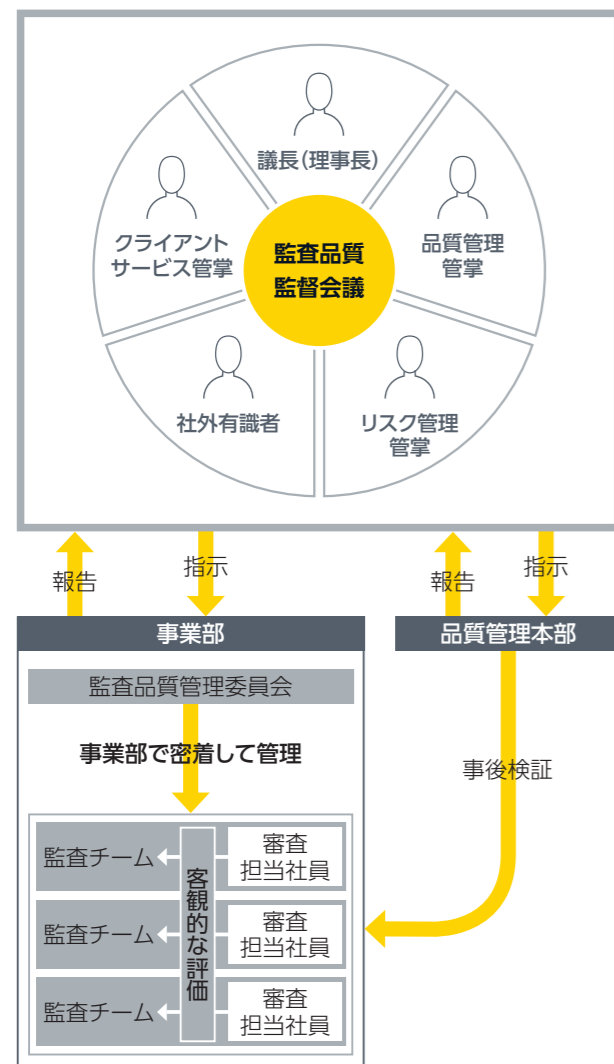 議長（理事長）
クライアント
サービス管掌
監査品質
監督会議
品質管理
管掌
社外有識者
リスク管理
管掌
報告
指示
報告
指示
事業部
品質管理本部
監査品質管理委員会
事業部で密着して管理
事後検証
監査チーム
客観的な評価
審査
担当社員
監査チーム
審査
担当社員
監査チーム
審査
担当社員